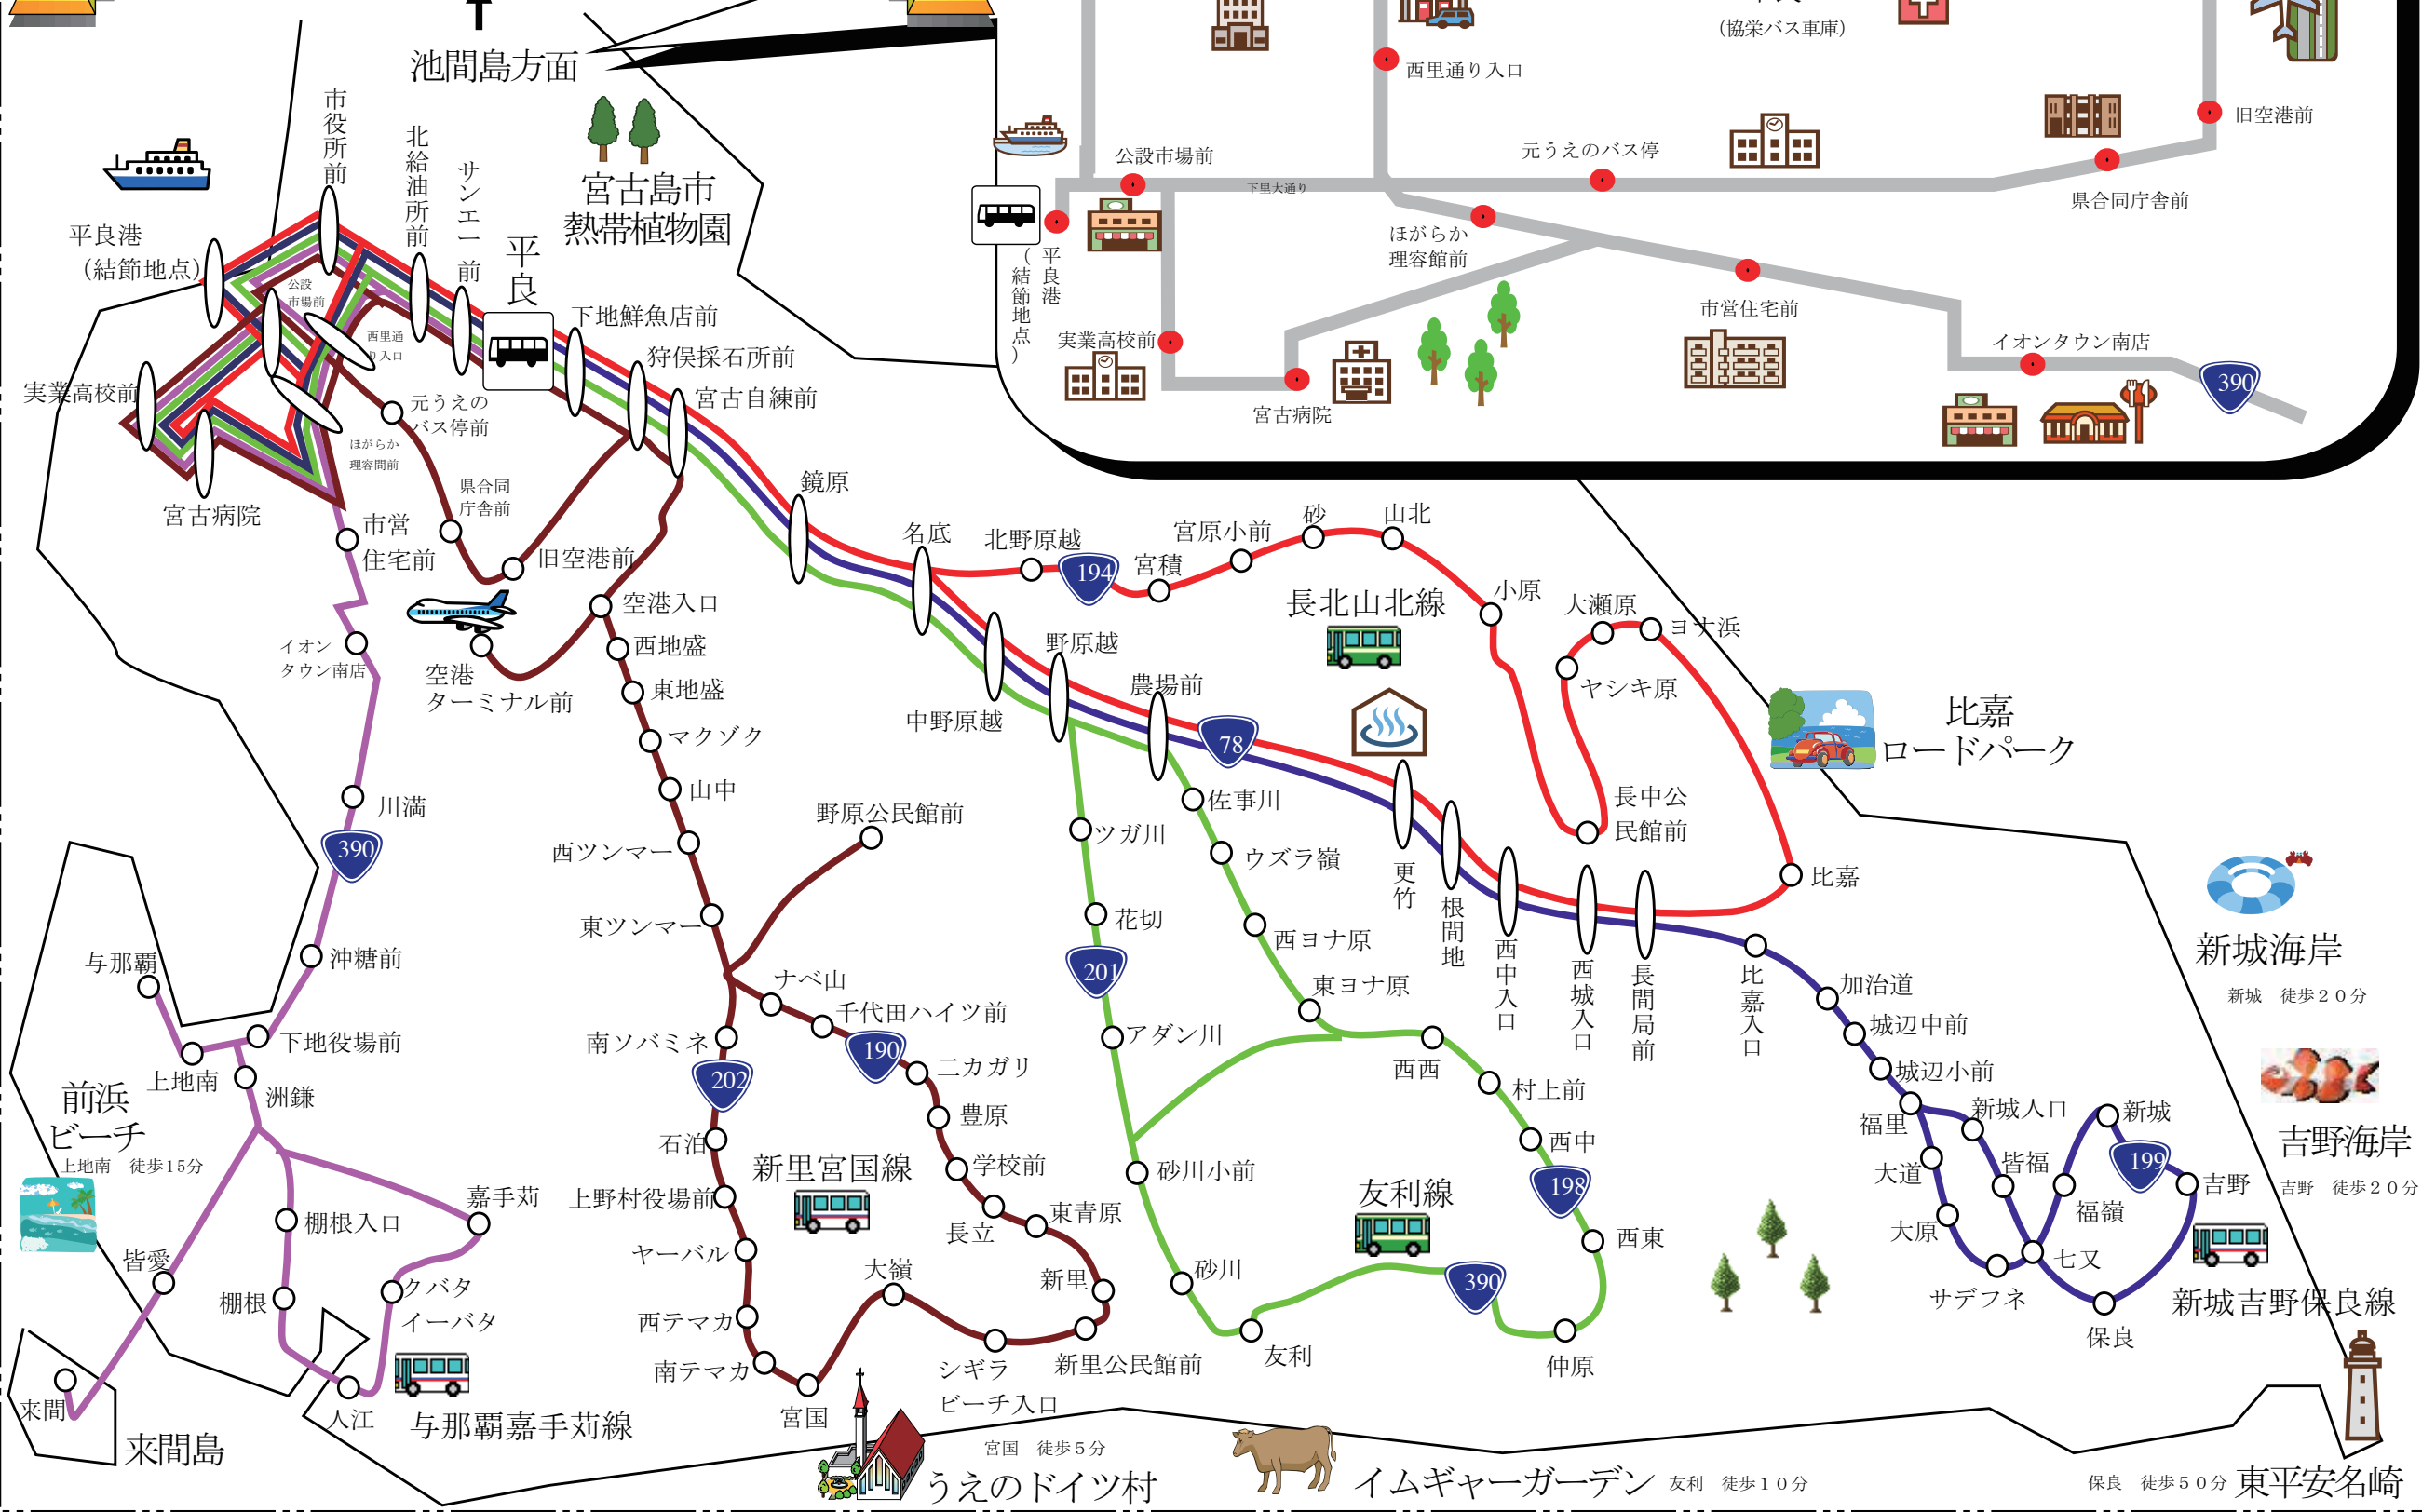 池間島方面
市役所前
北給油所前
サンエー前
宮古島市
熱帯植物園
平良港
（結節地点）
平良
公設
市場前
西里通
り入口
下地鮮魚店前
狩俣採石所前
宮古自練前
実業高校前
元うえの
バス停前
ほがらか
理容間前
宮古病院
県合同
庁舎前
市営
住宅前
旧空港前
空港入口
イオン
タウン南店
空港
ターミナル前
西地盛
東地盛
マクゾク
山中
西ツンマー
東ツンマー
野原公民館前
川満
390
沖糖前
与那覇
下地役場前
上地南
洲鎌
前浜
ビーチ
上地南　徒歩15分
皆愛
棚根入口
嘉手苅
棚根
クバタ
イーバタ
入江
来間
来間島
与那覇嘉手苅線
ナベ山
千代田ハイツ前
190
南ソバミネ
202
ニカガリ
豊原
石泊
学校前
新里宮国線
上野村役場前
長立
東青原
ヤーバル
大嶺
新里
西テマカ
南テマカ
宮国
シギラ
ビーチ入口
新里公民館前
宮国　徒歩５分
うえのドイツ村
鏡原
名底
北野原越
194
宮積
宮原小前
砂
山北
長北山北線
小原
大瀬原
ヨナ浜
ヤシキ原
長中公
民館前
比嘉
比嘉
ロードパーク
中野原越
野原越
農場前
78
佐事川
ツガ川
ウズラ嶺
花切
西ヨナ原
201
東ヨナ原
アダン川
西西
村上前
西中
砂川小前
198
友利線
西東
砂川
390
友利
仲原
イムギャーガーデン
友利　徒歩１０分
更竹
根間地
西中入口
西城入口
長間局前
比嘉入口
加治道
城辺中前
城辺小前
福里
新城入口
新城
大道
皆福
199
吉野
福嶺
大原
七又
サデフネ
保良
新城吉野保良線
新城海岸
新城　徒歩２０分
吉野海岸
吉野　徒歩２０分
保良　徒歩５０分
東平安名崎
（協栄バス車庫）
西里通り入口
旧空港前
公設市場前
元うえのバス停
下里大通り
県合同庁舎前
ほがらか
理容館前
平良港
（結節地点）
市営住宅前
実業高校前
イオンタウン南店
宮古病院
390